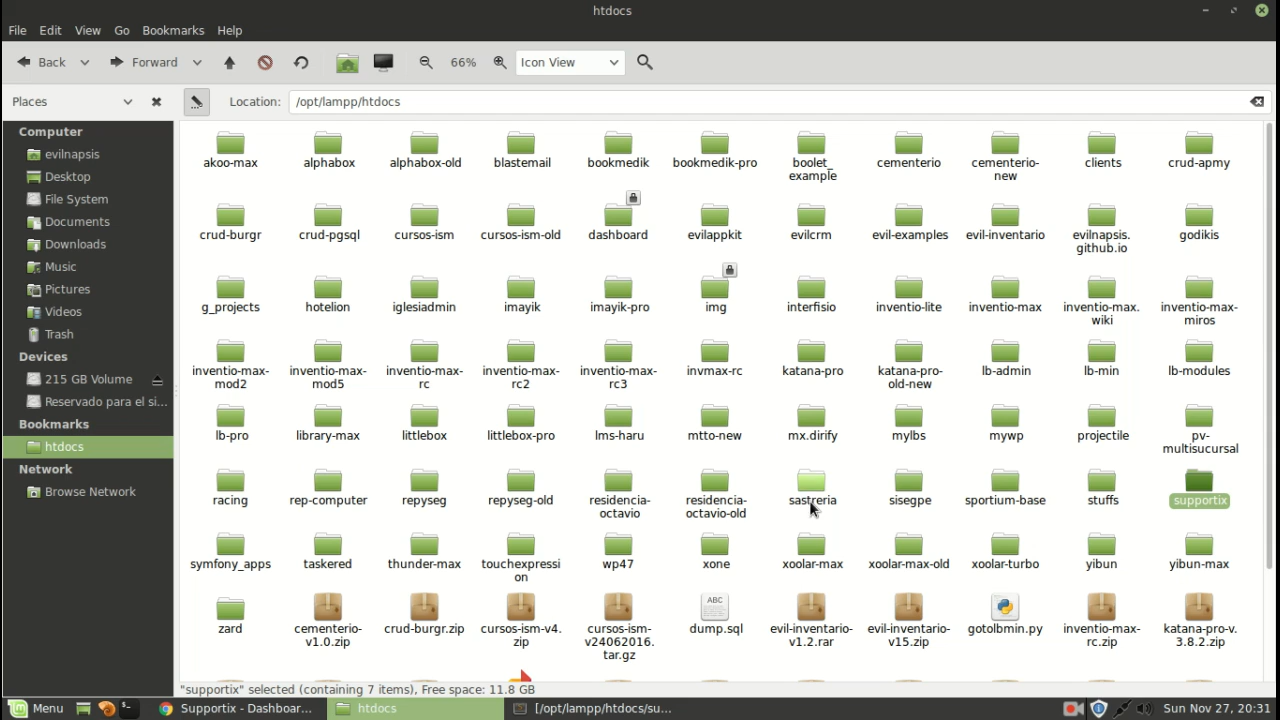 htdocs
File Edit View Go Bookmarks Help
Back Forward 66% Icon View
Places Location: /opt/lampp/htdocs
Computer
evilnapsis
Desktop
File System
Documents
Downloads
Music
Pictures
Videos
Trash
Devices
215 GB Volume
Reservado para el si...
Bookmarks
htdocs
Network
Browse Network
akoo-max alphabox alphabox-old blastemail bookmedik bookmedik-pro boolet_ cementerio cementerio- clients crud-apmy
example new
crud-burgr crud-pgsql cursos-ism cursos-ism-old dashboard evilappkit evilcrm evil-examples evil-inventario evilnapsis. godikis
github.io
g_projects hotelion iglesiadmin imayik imayik-pro img interfisio inventio-lite inventio-max inventio-max. inventio-max-
wiki miros
inventio-max- inventio-max- inventio-max- inventio-max- inventio-max- invmax-rc katana-pro katana-pro- lb-admin lb-min lb-modules
mod2 mod5 rc rc2 rc3 old-new
lb-pro library-max littlebox littlebox-pro lms-haru mtto-new mx.dirify mylbs mywp projectile pv-
multisucursal
racing rep-computer repyseg repyseg-old residencia- residencia- sastreria sisegpe sportium-base stuffs supportix
octavio octavio-old
symfony_apps taskered thunder-max touchexpressi wp47 xone xoolar-max xoolar-max-old xoolar-turbo yibun yibun-max
on
ABC
zard cementerio- crud-burgr.zip cursos-ism-v4. cursos-ism- dump.sql evil-inventario- evil-inventario- gotolbmin.py inventio-max- katana-pro-v.
v1.0.zip zip v24062016. v1.2.rar v15.zip rc.zip 3.8.2.zip
tar.gz
"supportix" selected (containing 7 items), Free space: 11.8 GB
Menu Supportix - Dashboar... htdocs [/opt/lampp/htdocs/su... Sun Nov 27, 20:31